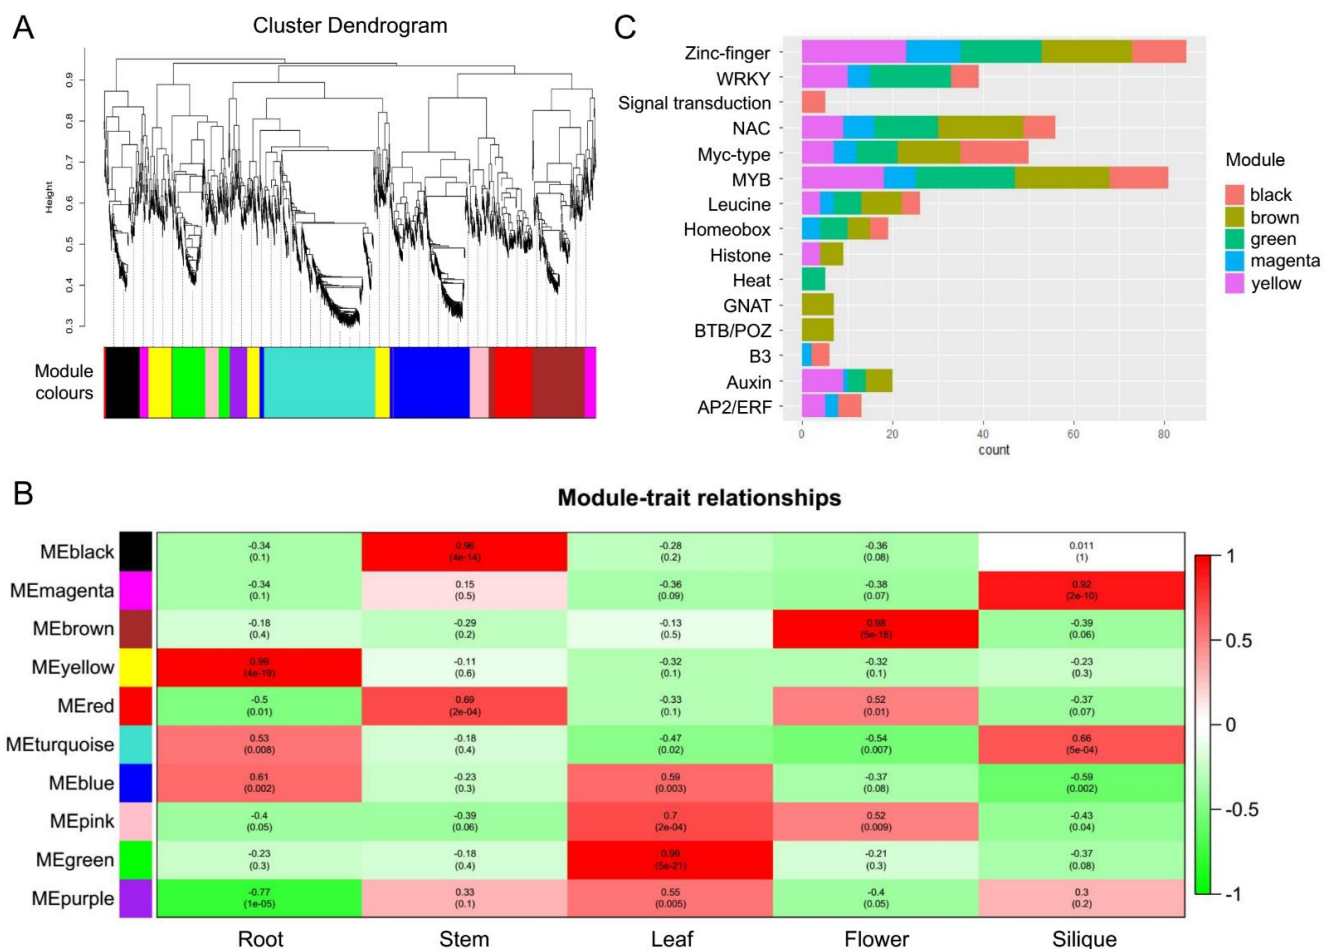 A
Cluster Dendrogram
Height
0.9
0.8
0.7
0.6
0.5
0.4
0.3
Module
colours
C
Zinc-finger
WRKY
Signal transduction
NAC
Myc-type
MYB
Leucine
Homeobox
Histone
Heat
GNAT
BTB/POZ
B3
Auxin
AP2/ERF
0 20 40 60 80
count
Module
black
brown
green
magenta
yellow
B
Module-trait relationships
MEblack -0.34 0.96 -0.28 -0.36 0.011
(0.1) (4e-14) (0.2) (0.08) (1)
MEmagenta -0.34 0.15 -0.36 -0.38 0.92
(0.1) (0.5) (0.09) (0.07) (2e-10)
MEbrown -0.18 -0.29 -0.13 0.98 -0.39
(0.4) (0.2) (0.5) (5e-16) (0.06)
MEyellow 0.99 -0.11 -0.32 -0.32 -0.23
(4e-19) (0.6) (0.1) (0.1) (0.3)
MEred -0.5 0.69 -0.33 0.52 -0.37
(0.01) (2e-04) (0.1) (0.01) (0.07)
MEturquoise 0.53 -0.18 -0.47 -0.54 0.66
(0.008) (0.4) (0.02) (0.007) (5e-04)
MEblue 0.61 -0.23 0.59 -0.37 -0.59
(0.002) (0.3) (0.003) (0.08) (0.002)
MEpink -0.4 -0.39 0.7 0.52 -0.43
(0.05) (0.06) (2e-04) (0.009) (0.04)
MEgreen -0.23 -0.18 0.99 -0.21 -0.37
(0.3) (0.4) (5e-21) (0.3) (0.08)
MEpurple -0.77 0.33 0.55 -0.4 0.3
(1e-05) (0.1) (0.005) (0.05) (0.2)
Root Stem Leaf Flower Silique
1
0.5
0
-0.5
-1